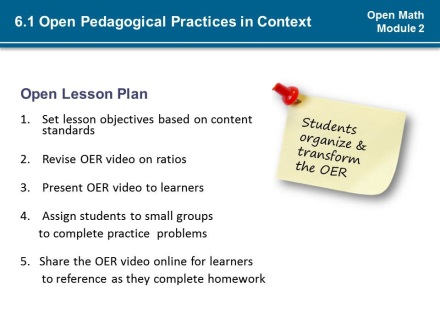 6.1 Open Pedagogical Practices in Context
Open Math
Module 2
Open Lesson Plan
1. Set lesson objectives based on content
standards
2. Revise OER video on ratios
3. Present OER video to learners
4. Assign students to small groups
to complete practice problems
5. Share the OER video online for learners
to reference as they complete homework
Students
organize &
transform
the OER